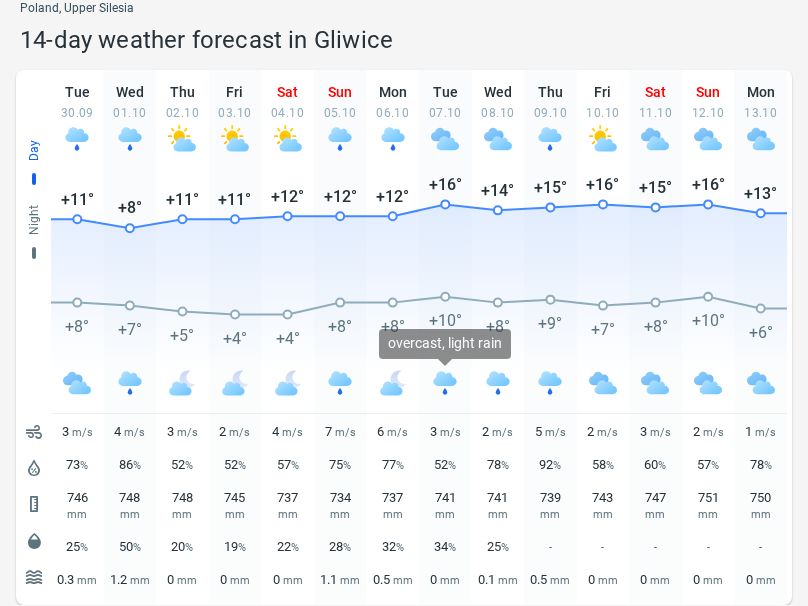 Poland, Upper Silesia
14-day weather forecast in Gliwice
Tue Wed Thu Fri Sat Sun Mon Tue Wed Thu Fri Sat Sun Mon
30.09 01.10 02.10 03.10 04.10 05.10 06.10 07.10 08.10 09.10 10.10 11.10 12.10 13.10
Day
Night
+11° +8° +11° +11° +12° +12° +12° +16° +14° +15° +16° +15° +16° +13°
+8° +7° +5° +4° +4° +8° +8° +10° +8° +9° +7° +8° +10° +6°
overcast, light rain
3 m/s 4 m/s 3 m/s 2 m/s 4 m/s 7 m/s 6 m/s 3 m/s 2 m/s 5 m/s 2 m/s 3 m/s 2 m/s 1 m/s
73% 86% 52% 52% 57% 75% 77% 52% 78% 92% 58% 60% 57% 78%
746 748 748 745 737 734 737 741 741 739 743 747 751 750
mm mm mm mm mm mm mm mm mm mm mm mm mm mm
25% 50% 20% 19% 22% 28% 32% 34% 25% - - - - -
0.3 mm 1.2 mm 0 mm 0 mm 0 mm 1.1 mm 0.5 mm 0 mm 0.1 mm 0.5 mm 0 mm 0 mm 0 mm 0 mm